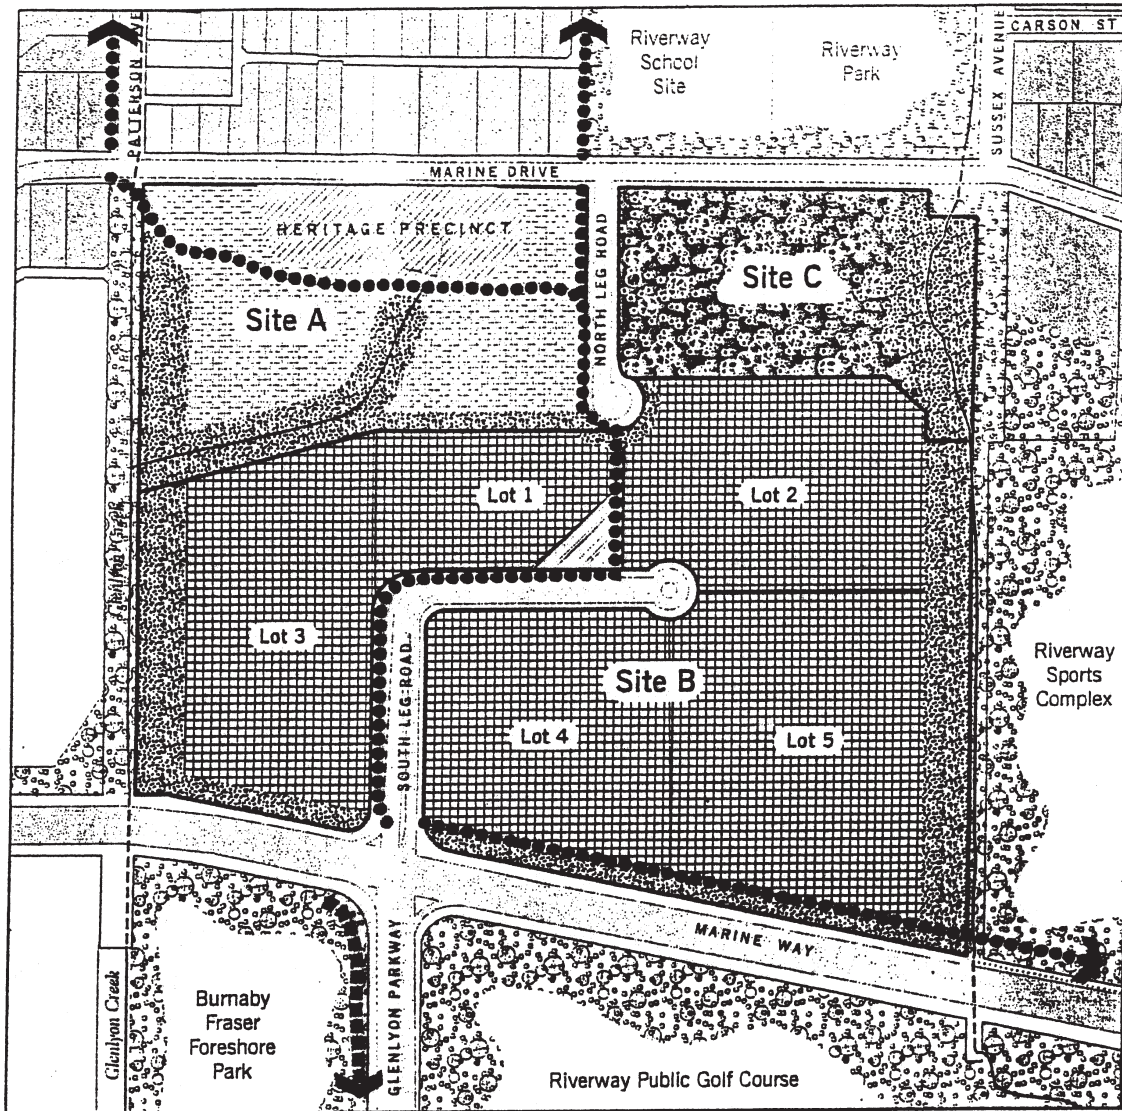 CARSON ST
PATTERSON AVE
SUSSEX AVENUE
Riverway
School
Site
Riverway
Park
MARINE DRIVE
HERITAGE PRECINCT
NORTH LEG ROAD
Site C
Site A
Lot 1
Lot 2
Lot 3
SOUTH LEG ROAD
Site B
Lot 4
Lot 5
Riverway
Sports
Complex
MARINE WAY
GLENLYON PARKWAY
Glenlyon Creek
Burnaby
Fraser
Foreshore
Park
Riverway Public Golf Course